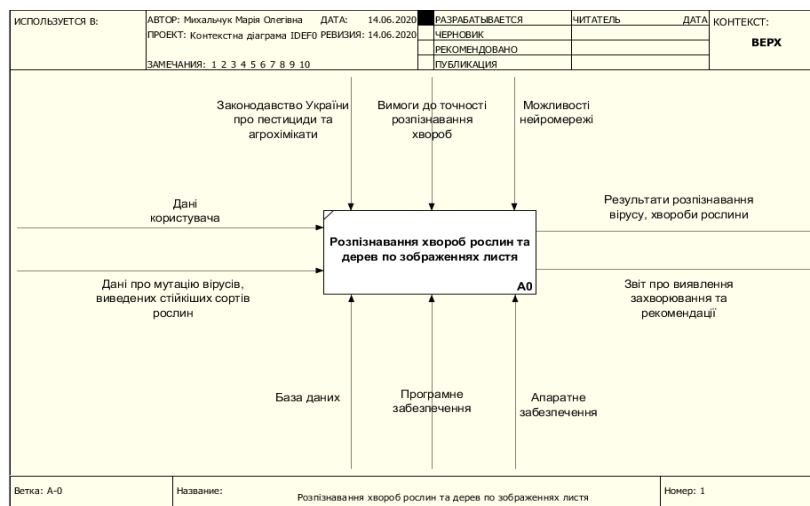 ИСПОЛЬЗУЕТСЯ В:
АВТОР: Михальчук Марія Олегівна ДАТА: 14.06.2020
ПРОЕКТ: Контекстна діаграма IDEF0 РЕВИЗИЯ: 14.06.2020
ЗАМЕЧАНИЯ: 1 2 3 4 5 6 7 8 9 10
РАЗРАБАТЫВАЕТСЯ
ЧЕРНОВИК
РЕКОМЕНДОВАНО
ПУБЛИКАЦИЯ
ЧИТАТЕЛЬ ДАТА
КОНТЕКСТ:
ВЕРХ
Законодавство України
про пестициди та
агрохімікати
Вимоги до точності
розпізнавання
хвороб
Можливості
нейромережі
Дані
користувача
Дані про мутацію вірусів,
виведених стійкіших сортів
рослин
Розпізнавання хвороб рослин та
дерев по зображеннях листя
A0
Результати розпізнавання
вірусу, хвороби рослини
Звіт про виявлення
захворювання та
рекомендації
База даних
Програмне
забезпечення
Апаратне
забезпечення
Ветка: A-0
Название:
Розпізнавання хвороб рослин та дерев по зображеннях листя
Номер: 1